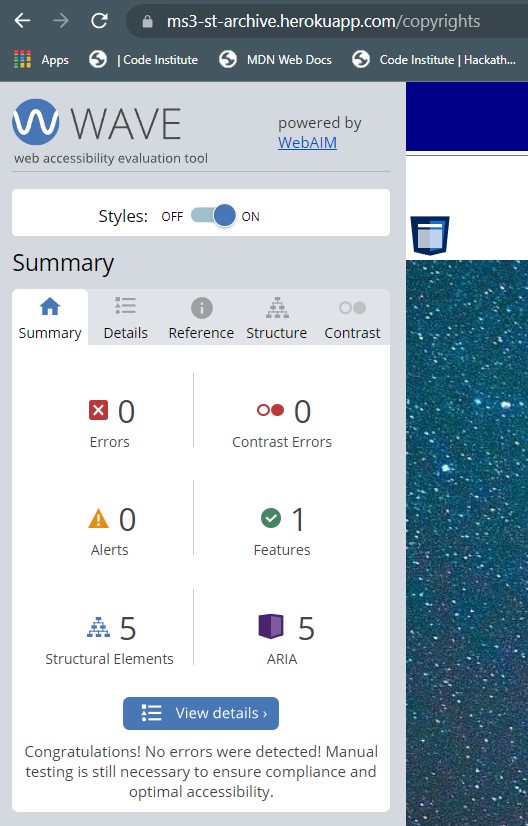 ms3-st-archive.herokuapp.com/copyrights
Apps | Code Institute MDN Web Docs Code Institute | Hackath...
WAVE
web accessibility evaluation tool
powered by
WebAIM
Styles: OFF ON
Summary
Summary Details Reference Structure Contrast
0 0
Errors Contrast Errors
0 1
Alerts Features
5 5
Structural Elements ARIA
View details ›
Congratulations! No errors were detected! Manual
testing is still necessary to ensure compliance and
optimal accessibility.